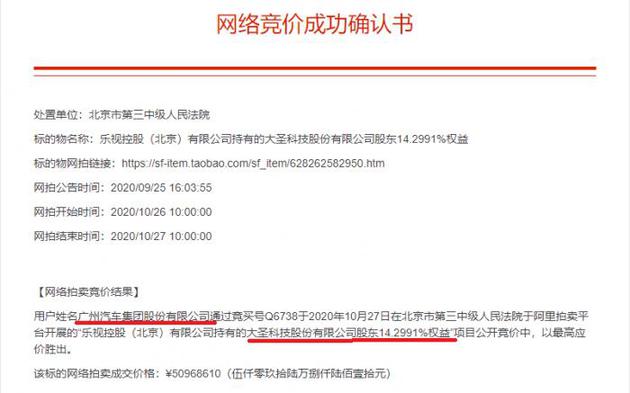 网络竞价成功确认书
处置单位：北京市第三中级人民法院
标的物名称：乐视控股（北京）有限公司持有的大圣科技股份有限公司股东14.2991%权益
标的物网拍链接：https://sf-item.taobao.com/sf_item/628262582950.htm
网拍公告时间：2020/09/25 16:03:55
网拍开始时间：2020/10/26 10:00:00
网拍结束时间：2020/10/27 10:00:00
【网络拍卖竞价结果】
用户姓名广州汽车集团股份有限公司通过竞买号Q6738于2020年10月27日在北京市第三中级人民法院于阿里拍卖平
台开展的“乐视控股（北京）有限公司持有的大圣科技股份有限公司股东14.2991%权益”项目公开竞价中，以最高应
价胜出。
该标的网络拍卖成交价格：¥50968610（伍仟零玖拾陆万捌仟陆佰壹拾元）